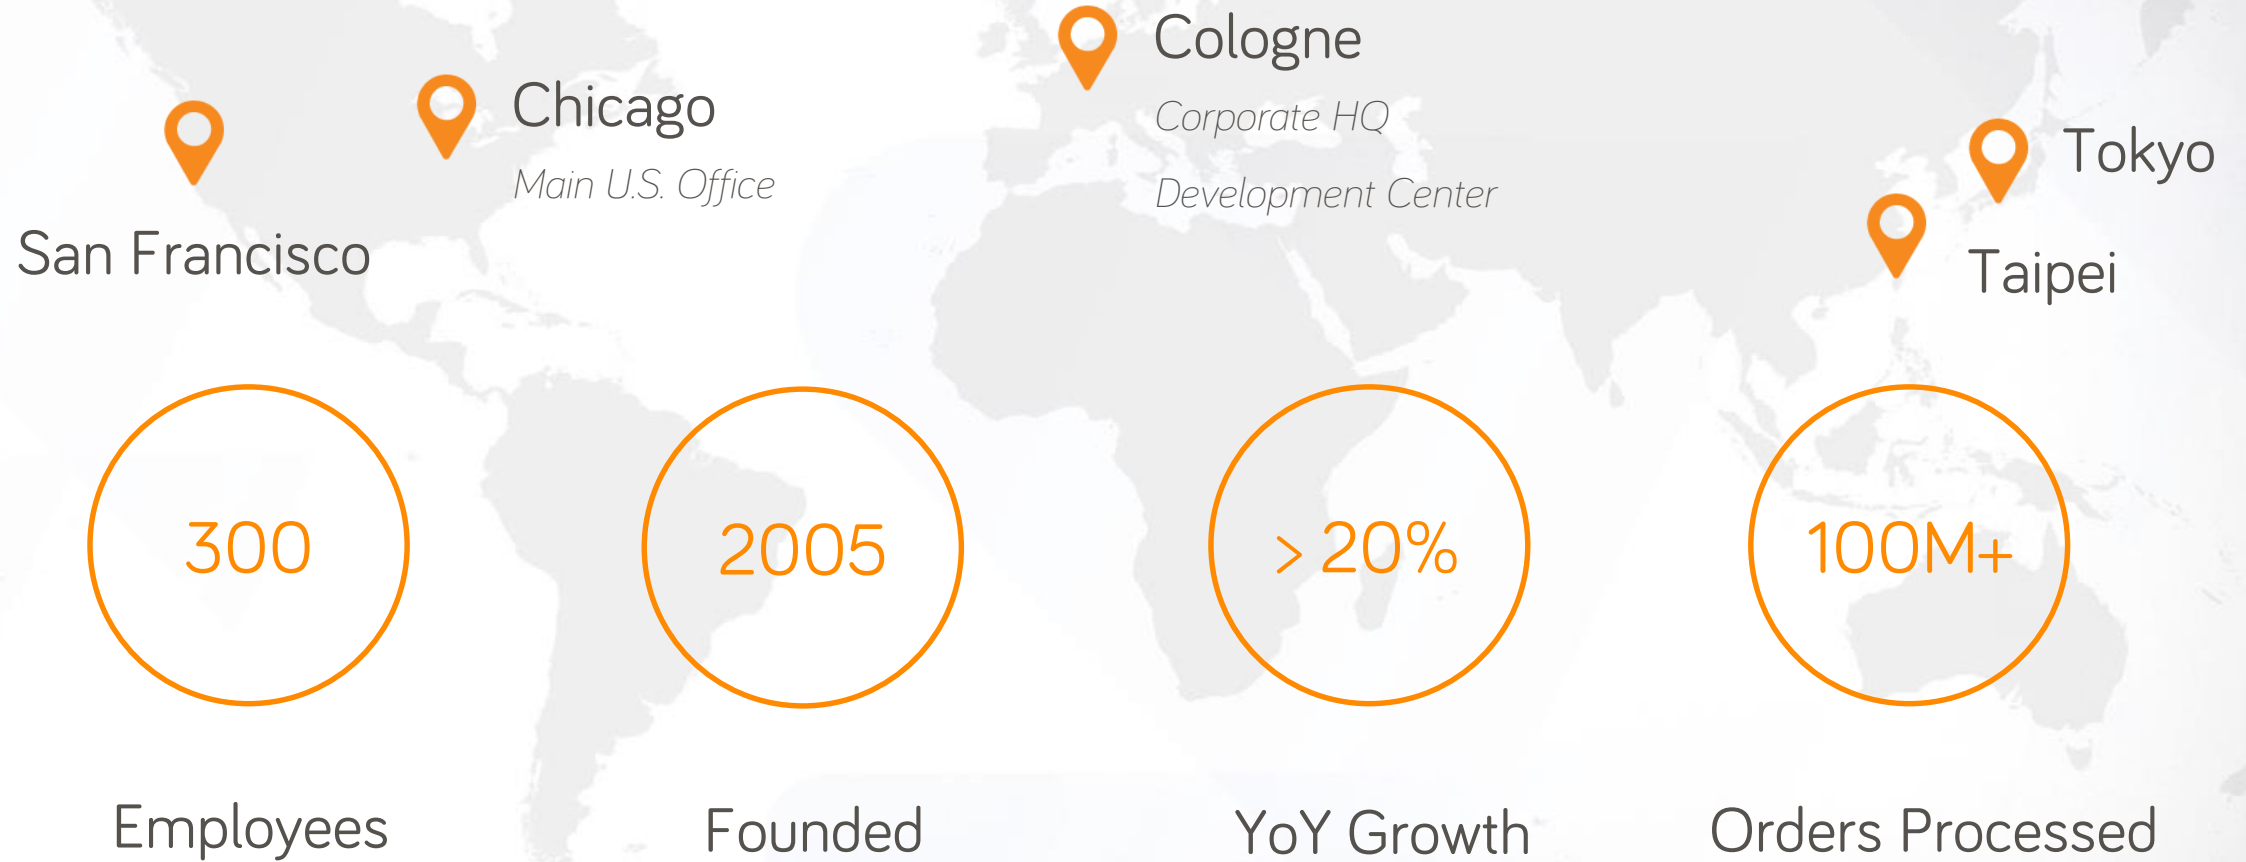 Cologne
Corporate HQ
Development Center
Chicago
Main U.S. Office
San Francisco
Tokyo
Taipei
300
2005
> 20%
100M+
Employees
Founded
YoY Growth
Orders Processed